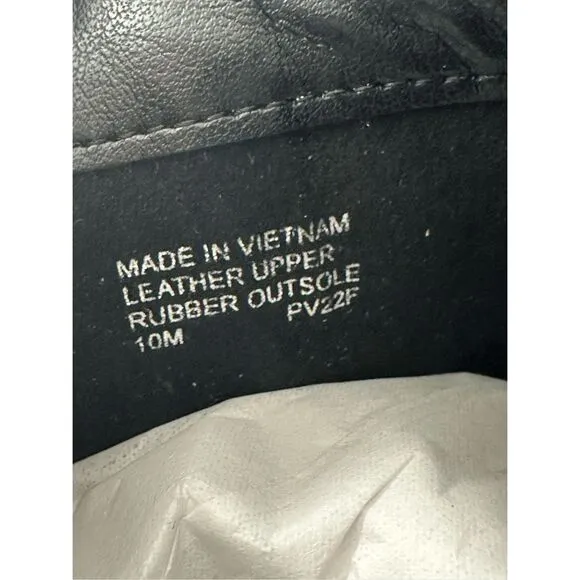 MADE IN VIETNAM
LEATHER UPPER
RUBBER OUTSOLE
10M PV22F